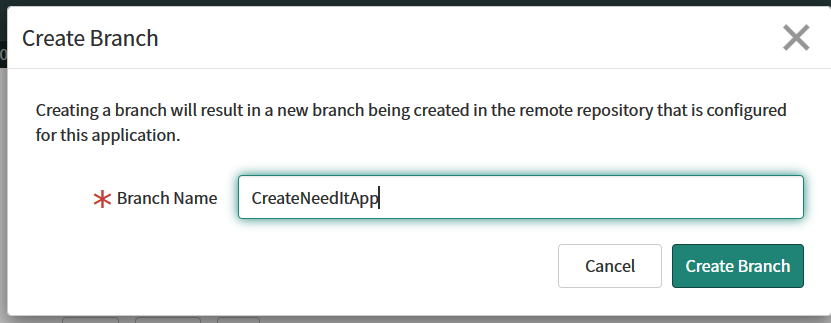 Create Branch
Creating a branch will result in a new branch being created in the remote repository that is configured
for this application.
Branch Name
CreateNeedItApp
Cancel
Create Branch